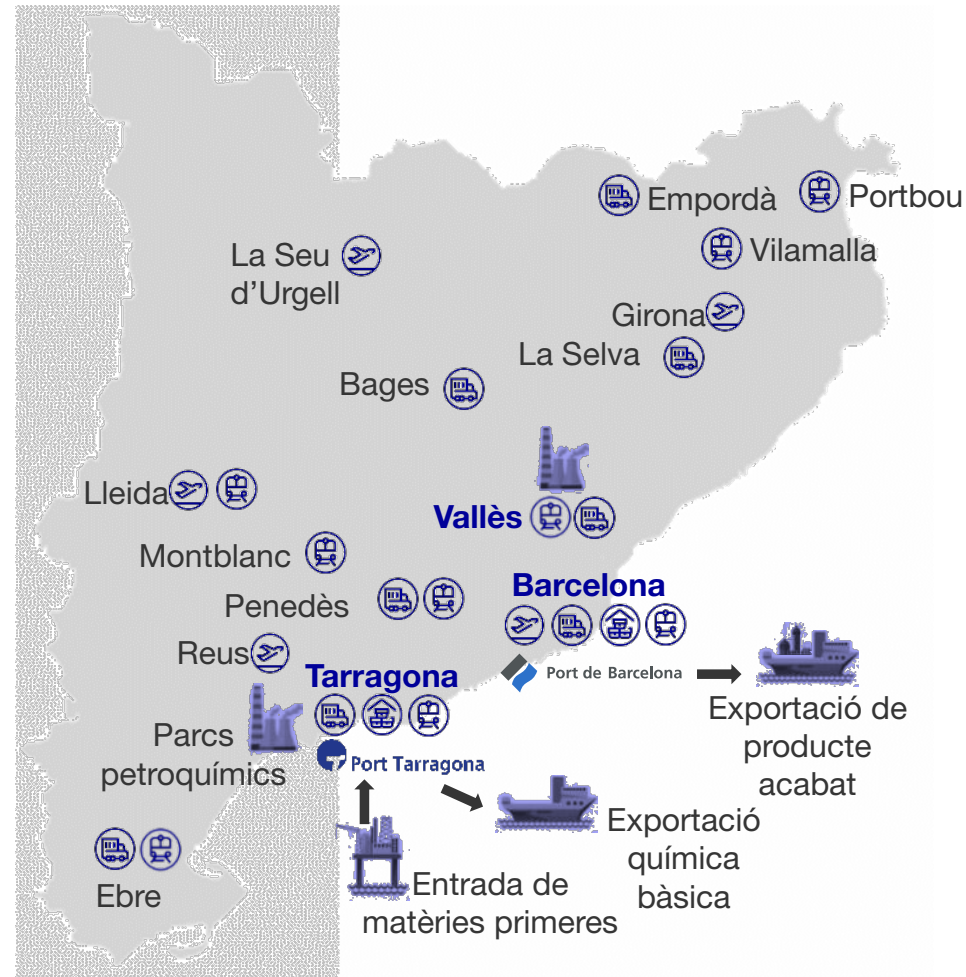 Empordà
Portbou
La Seu
d’Urgell
Vilamalla
Girona
La Selva
Bages
Lleida
Vallès
Montblanc
Barcelona
Penedès
Reus
Port de Barcelona
Tarragona
Exportació de
producte
acabat
Parcs
petroquímics
Port Tarragona
Exportació
química
bàsica
Ebre
Entrada de
matèries primeres